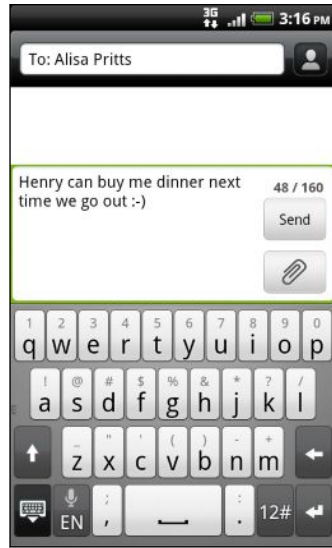 3G 3:16 PM
To: Alisa Pritts
Henry can buy me dinner next
time we go out :-)
48 / 160
Send
1 2 3 4 5 6 7 8 9 0
q w e r t y u i o p
! @ # $ % & * ? /
a s d f g h j k l
_ " ' ( ) - +
z x c v b n m
; :
EN , . 12#